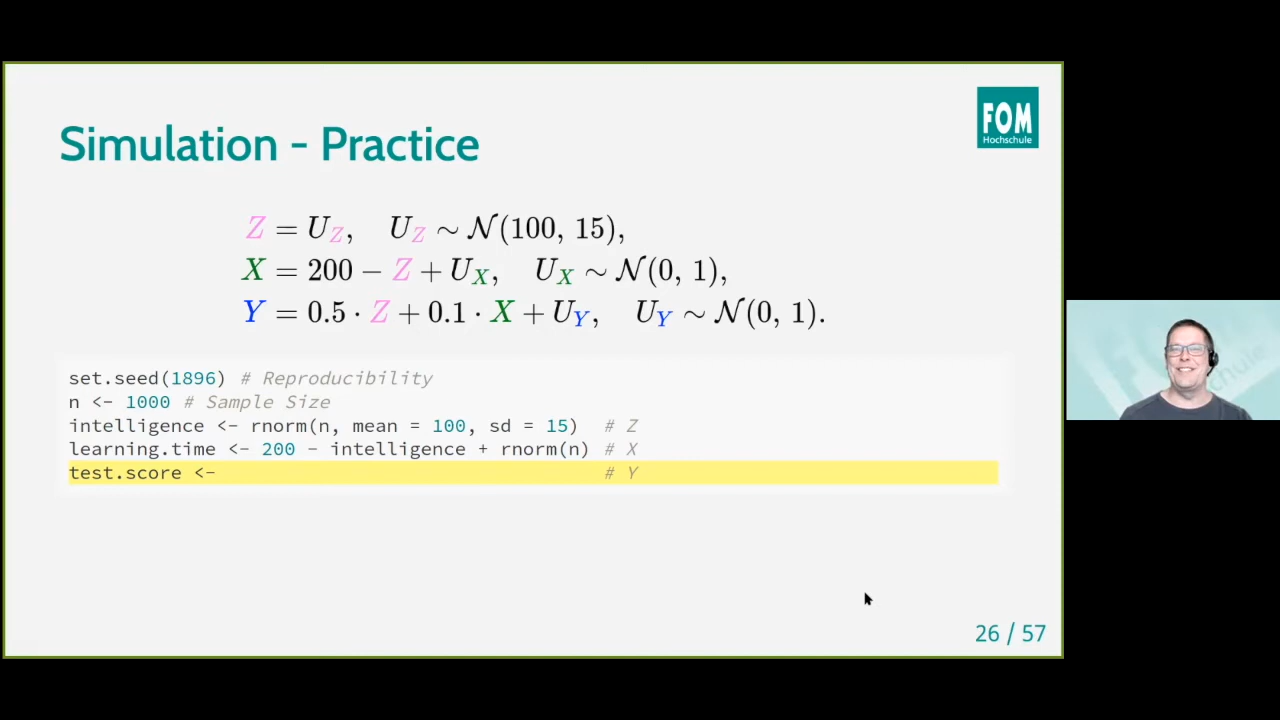 FOM
Hochschule
Simulation - Practice
Z = U_Z, U_Z ∼ N(100, 15),
X = 200 − Z + U_X, U_X ∼ N(0, 1),
Y = 0.5 · Z + 0.1 · X + U_Y, U_Y ∼ N(0, 1).
set.seed(1896) # Reproducibility
n <- 1000 # Sample Size
intelligence <- rnorm(n, mean = 100, sd = 15) # Z
learning.time <- 200 - intelligence + rnorm(n) # X
test.score <- # Y
26 / 57